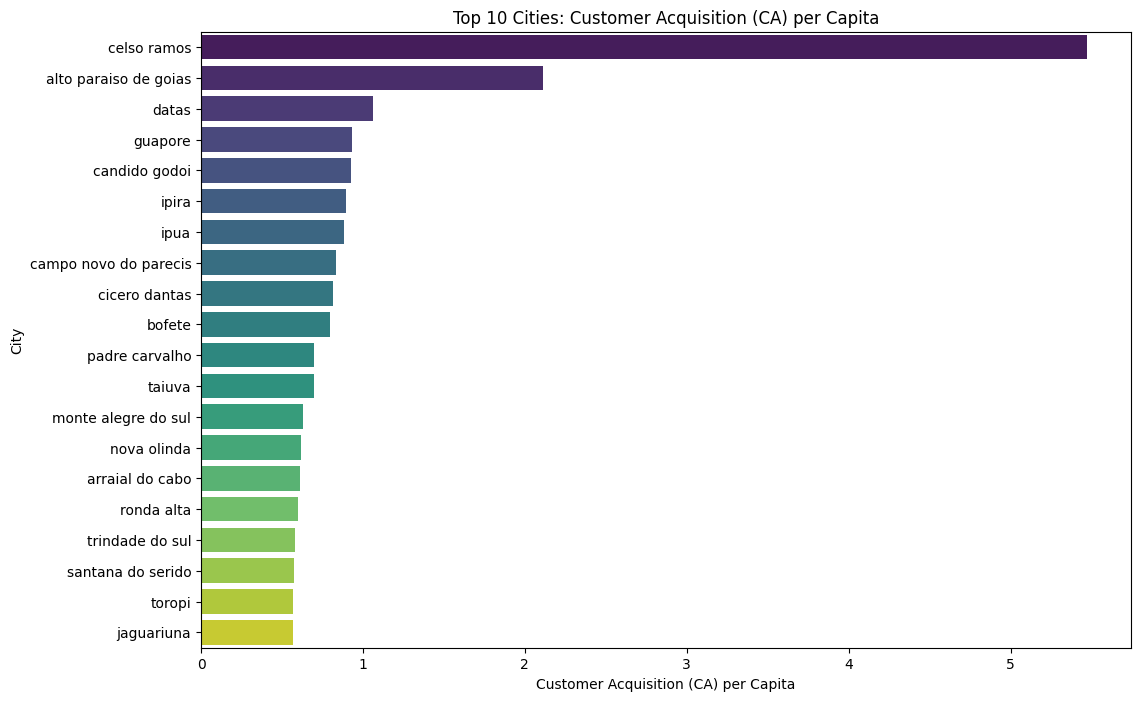 Top 10 Cities: Customer Acquisition (CA) per Capita
City
celso ramos
alto paraiso de goias
datas
guapore
candido godoi
ipira
ipua
campo novo do parecis
cicero dantas
bofete
padre carvalho
taiuva
monte alegre do sul
nova olinda
arraial do cabo
ronda alta
trindade do sul
santana do serido
toropi
jaguariuna
0 1 2 3 4 5
Customer Acquisition (CA) per Capita